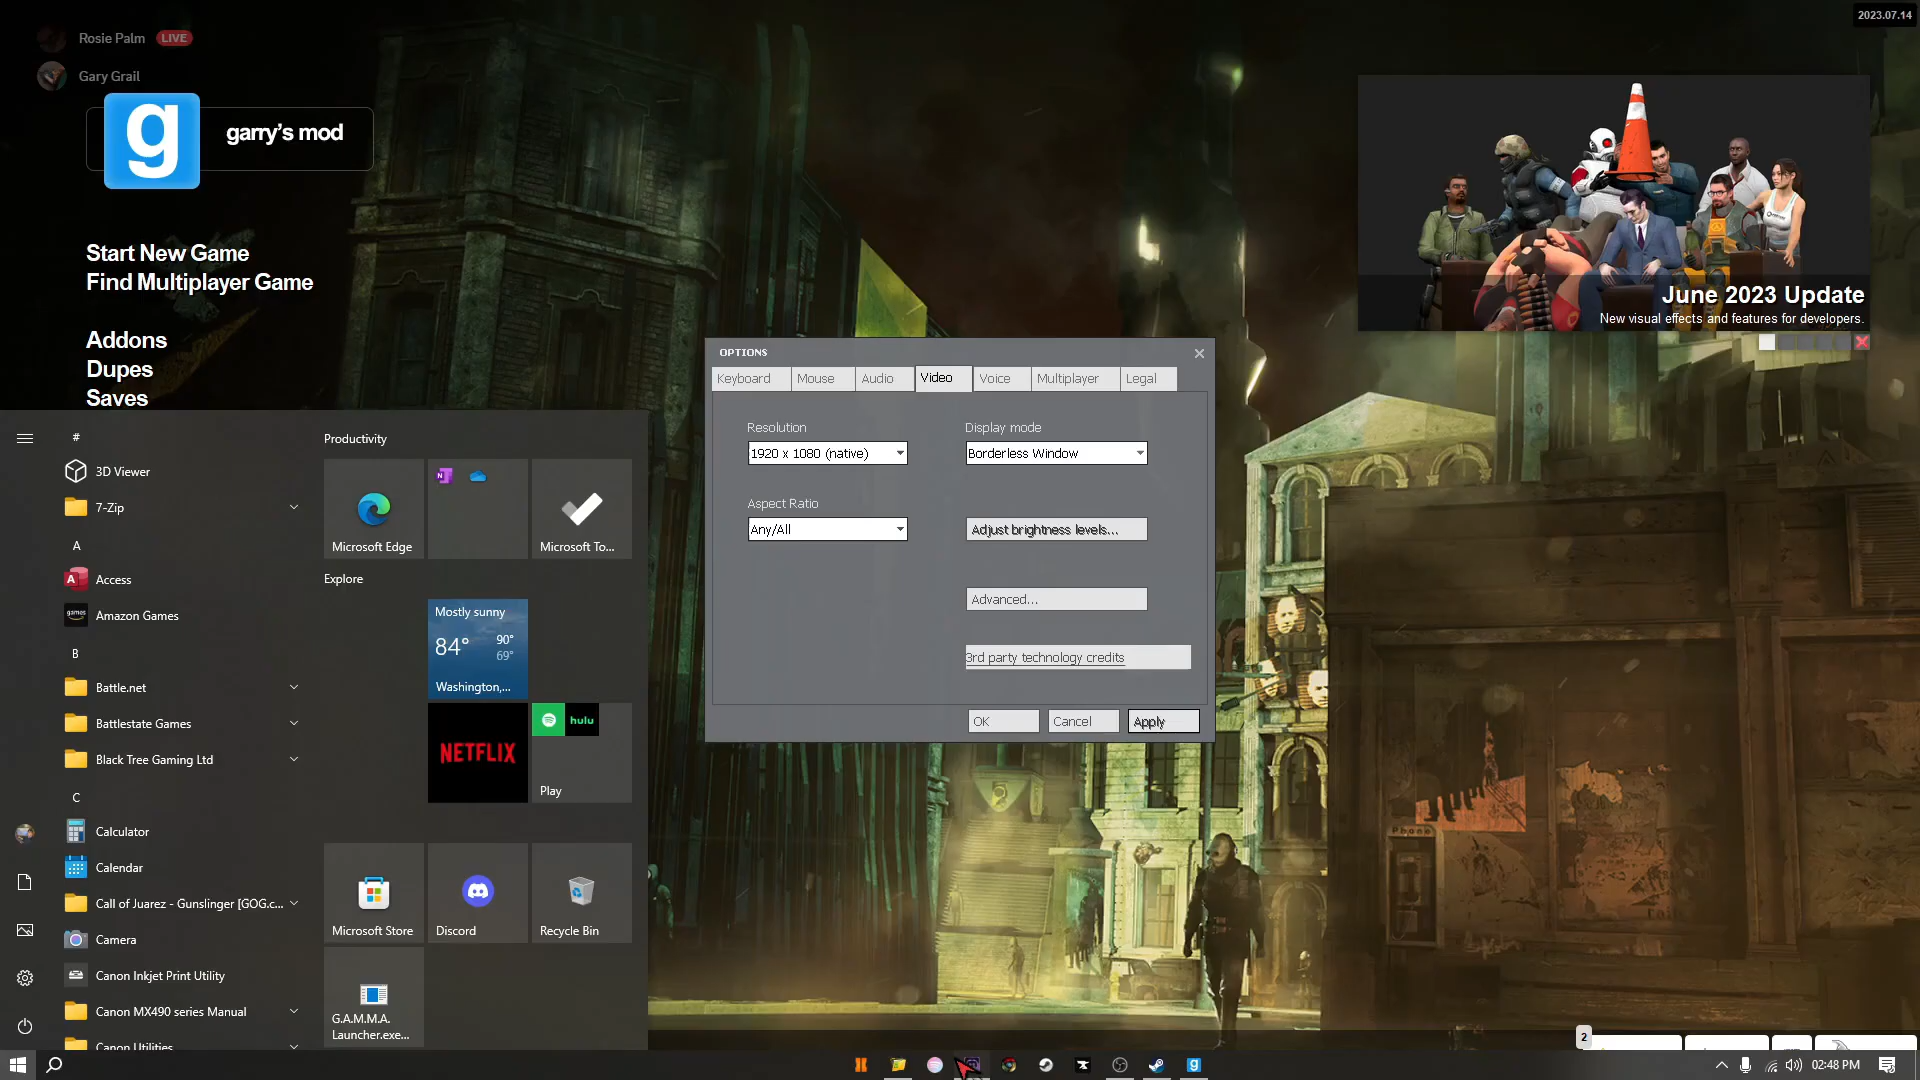 Rosie Palm LIVE
Gary Grail
g
garry's mod
Start New Game
Find Multiplayer Game
Addons
Dupes
Saves
2023.07.14
June 2023 Update
New visual effects and features for developers.
OPTIONS
Keyboard
Mouse
Audio
Video
Voice
Multiplayer
Legal
Resolution
1920 x 1080 (native)
Display mode
Borderless Window
Aspect Ratio
Any/All
Adjust brightness levels...
Advanced...
3rd party technology credits
OK
Cancel
Apply
#
3D Viewer
7-Zip
A
Access
Amazon Games
B
Battle.net
Battlestate Games
Black Tree Gaming Ltd
C
Calculator
Calendar
Call of Juarez - Gunslinger [GOG.c...
Camera
Canon Inkjet Print Utility
Canon MX490 series Manual
Canon Utilities
Productivity
Microsoft Edge
Microsoft To...
Explore
Mostly sunny
84°
90°
69°
Washington,...
NETFLIX
hulu
Play
Microsoft Store
Discord
Recycle Bin
G.A.M.M.A.
Launcher.exe...
Phone
2
02:48 PM